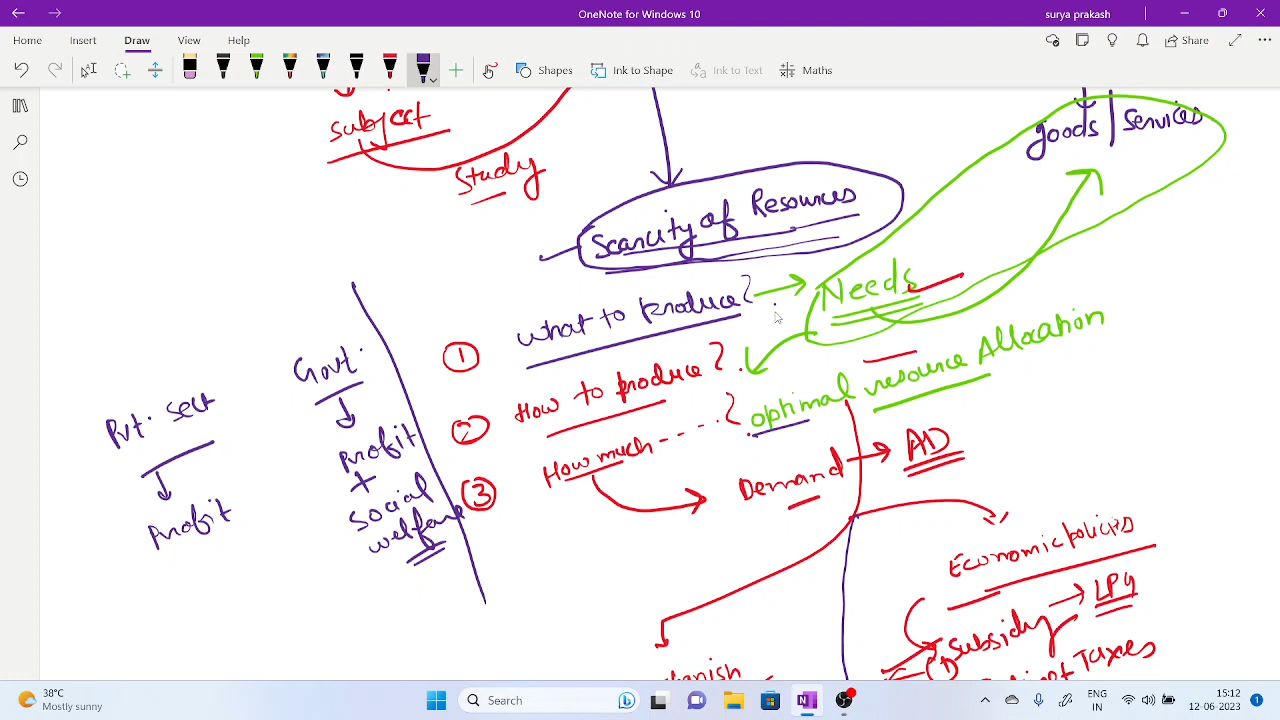 OneNote for Windows 10
surya prakash
Home Insert Draw View Help
Share
Shapes
Ink to Shape
Ink to Text
Maths
subject
Study
goods | Services
Scarcity of Resources
① What to produce? → Needs
② How to produce?
optimal resource Allocation
③ How much ----?
Demand → AD
Pvt. sect
↓
Profit
Govt.
↓
Profit
+
Social
welfare
Economic policies
Subsidy → LPG
Taxes
38°C
Mostly sunny
Search
ENG
IN
15:12
12-06-2023
1